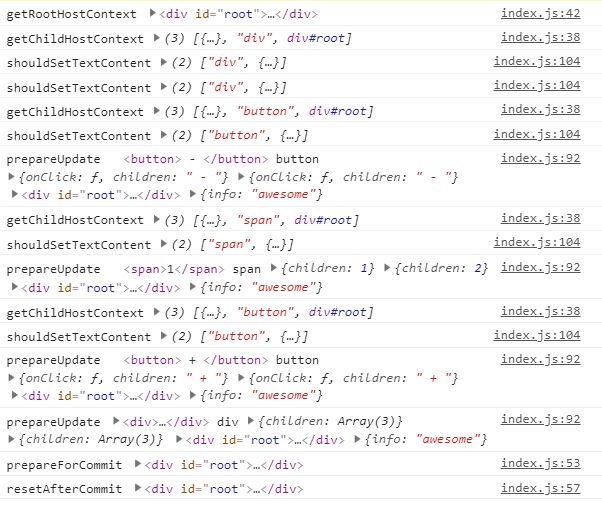 getRootHostContext ▶<div id="root">…</div> index.js:42
getChildHostContext ▶(3) [{…}, "div", div#root] index.js:38
shouldSetTextContent ▶(2) ["div", {…}] index.js:104
shouldSetTextContent ▶(2) ["div", {…}] index.js:104
getChildHostContext ▶(3) [{…}, "button", div#root] index.js:38
shouldSetTextContent ▶(2) ["button", {…}] index.js:104
prepareUpdate <button> - </button> button index.js:92
▶{onClick: ƒ, children: " - "} ▶{onClick: ƒ, children: " - "}
▶<div id="root">…</div> ▶{info: "awesome"}
getChildHostContext ▶(3) [{…}, "span", div#root] index.js:38
shouldSetTextContent ▶(2) ["span", {…}] index.js:104
prepareUpdate <span>1</span> span ▶{children: 1} ▶{children: 2} index.js:92
▶<div id="root">…</div> ▶{info: "awesome"}
getChildHostContext ▶(3) [{…}, "button", div#root] index.js:38
shouldSetTextContent ▶(2) ["button", {…}] index.js:104
prepareUpdate <button> + </button> button index.js:92
▶{onClick: ƒ, children: " + "} ▶{onClick: ƒ, children: " + "}
▶<div id="root">…</div> ▶{info: "awesome"}
prepareUpdate ▶<div>…</div> div ▶{children: Array(3)} index.js:92
▶{children: Array(3)} ▶<div id="root">…</div> ▶{info: "awesome"}
prepareForCommit ▶<div id="root">…</div> index.js:53
resetAfterCommit ▶<div id="root">…</div> index.js:57